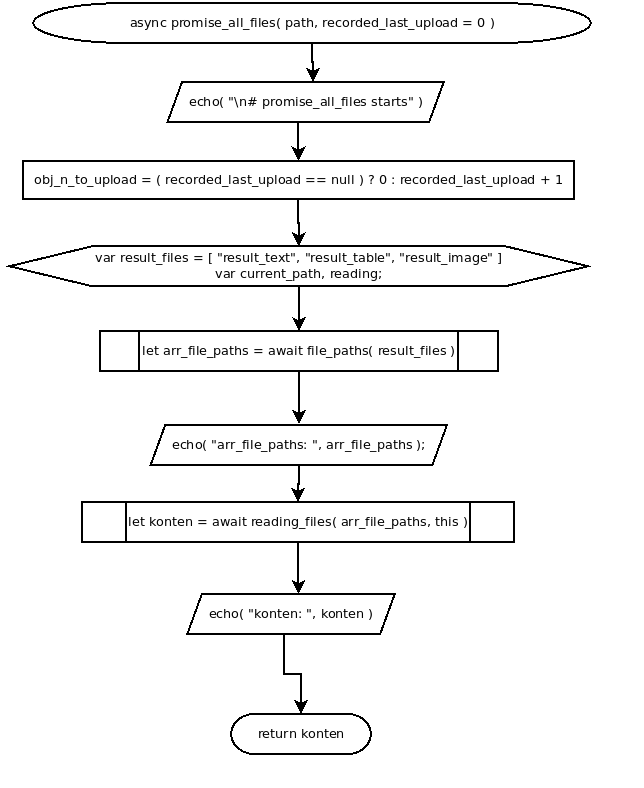 async promise_all_files( path, recorded_last_upload = 0 )
echo( "\n# promise_all_files starts" )
obj_n_to_upload = ( recorded_last_upload == null ) ? 0 : recorded_last_upload + 1
var result_files = [ "result_text", "result_table", "result_image" ]
var current_path, reading;
let arr_file_paths = await file_paths( result_files )
echo( "arr_file_paths: ", arr_file_paths );
let konten = await reading_files( arr_file_paths, this )
echo( "konten: ", konten )
return konten